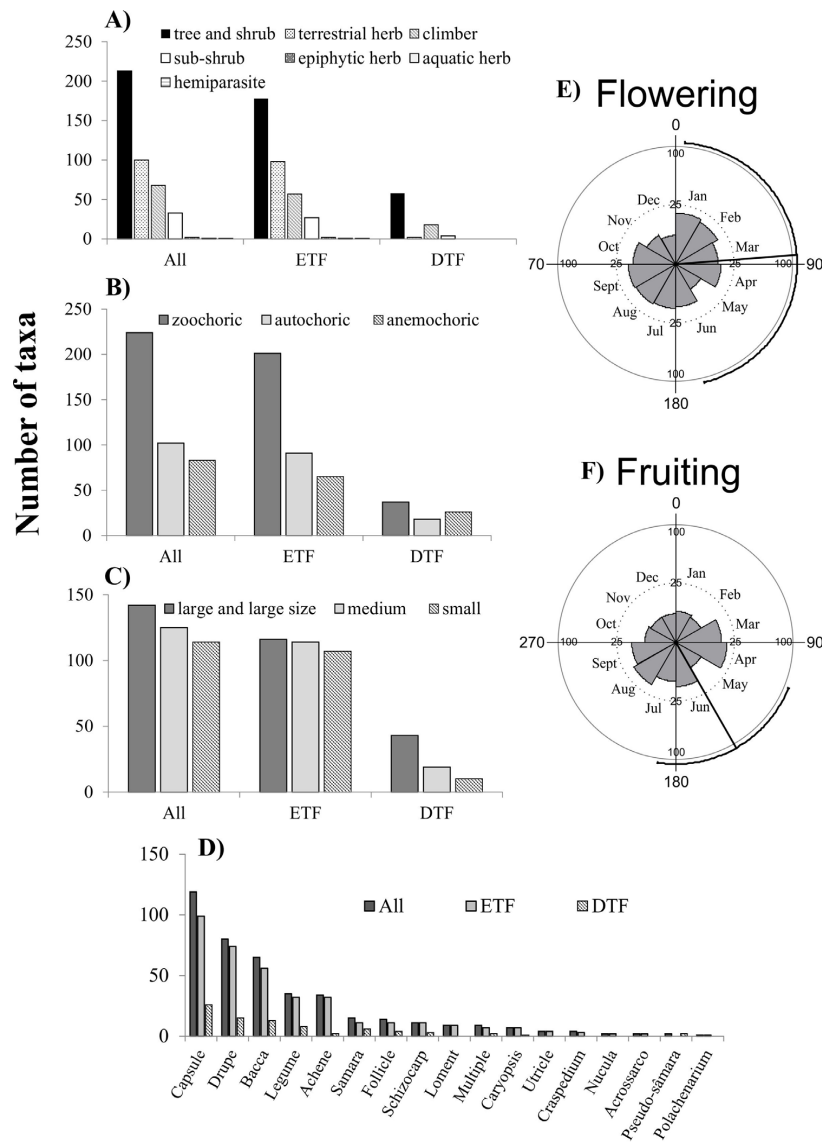 A)
tree and shrub terrestrial herb climber
sub-shrub epiphytic herb aquatic herb
hemiparasite
250
200
150
100
50
0
All ETF DTF
B)
zoochoric autochoric anemochoric
250
200
150
100
50
0
All ETF DTF
C)
large and large size medium small
150
100
50
0
All ETF DTF
Number of taxa
D)
All ETF DTF
150
100
50
0
Capsule
Drupe
Bacca
Legume
Achene
Samara
Follicle
Schizocarp
Loment
Multiple
Caryopsis
Utricle
Craspedium
Nucula
Acrossarco
Pseudo-sâmara
Polachenarium
E) Flowering
0
100
Dec 25 Jan
Nov Feb
Oct Mar
70 100 25 25 100 90
Sept Apr
Aug May
Jul 25 Jun
100
180
F) Fruiting
0
100
Dec 25 Jan
Nov Feb
Oct Mar
270 100 25 25 100 90
Sept Apr
Aug May
Jul 25 Jun
100
180